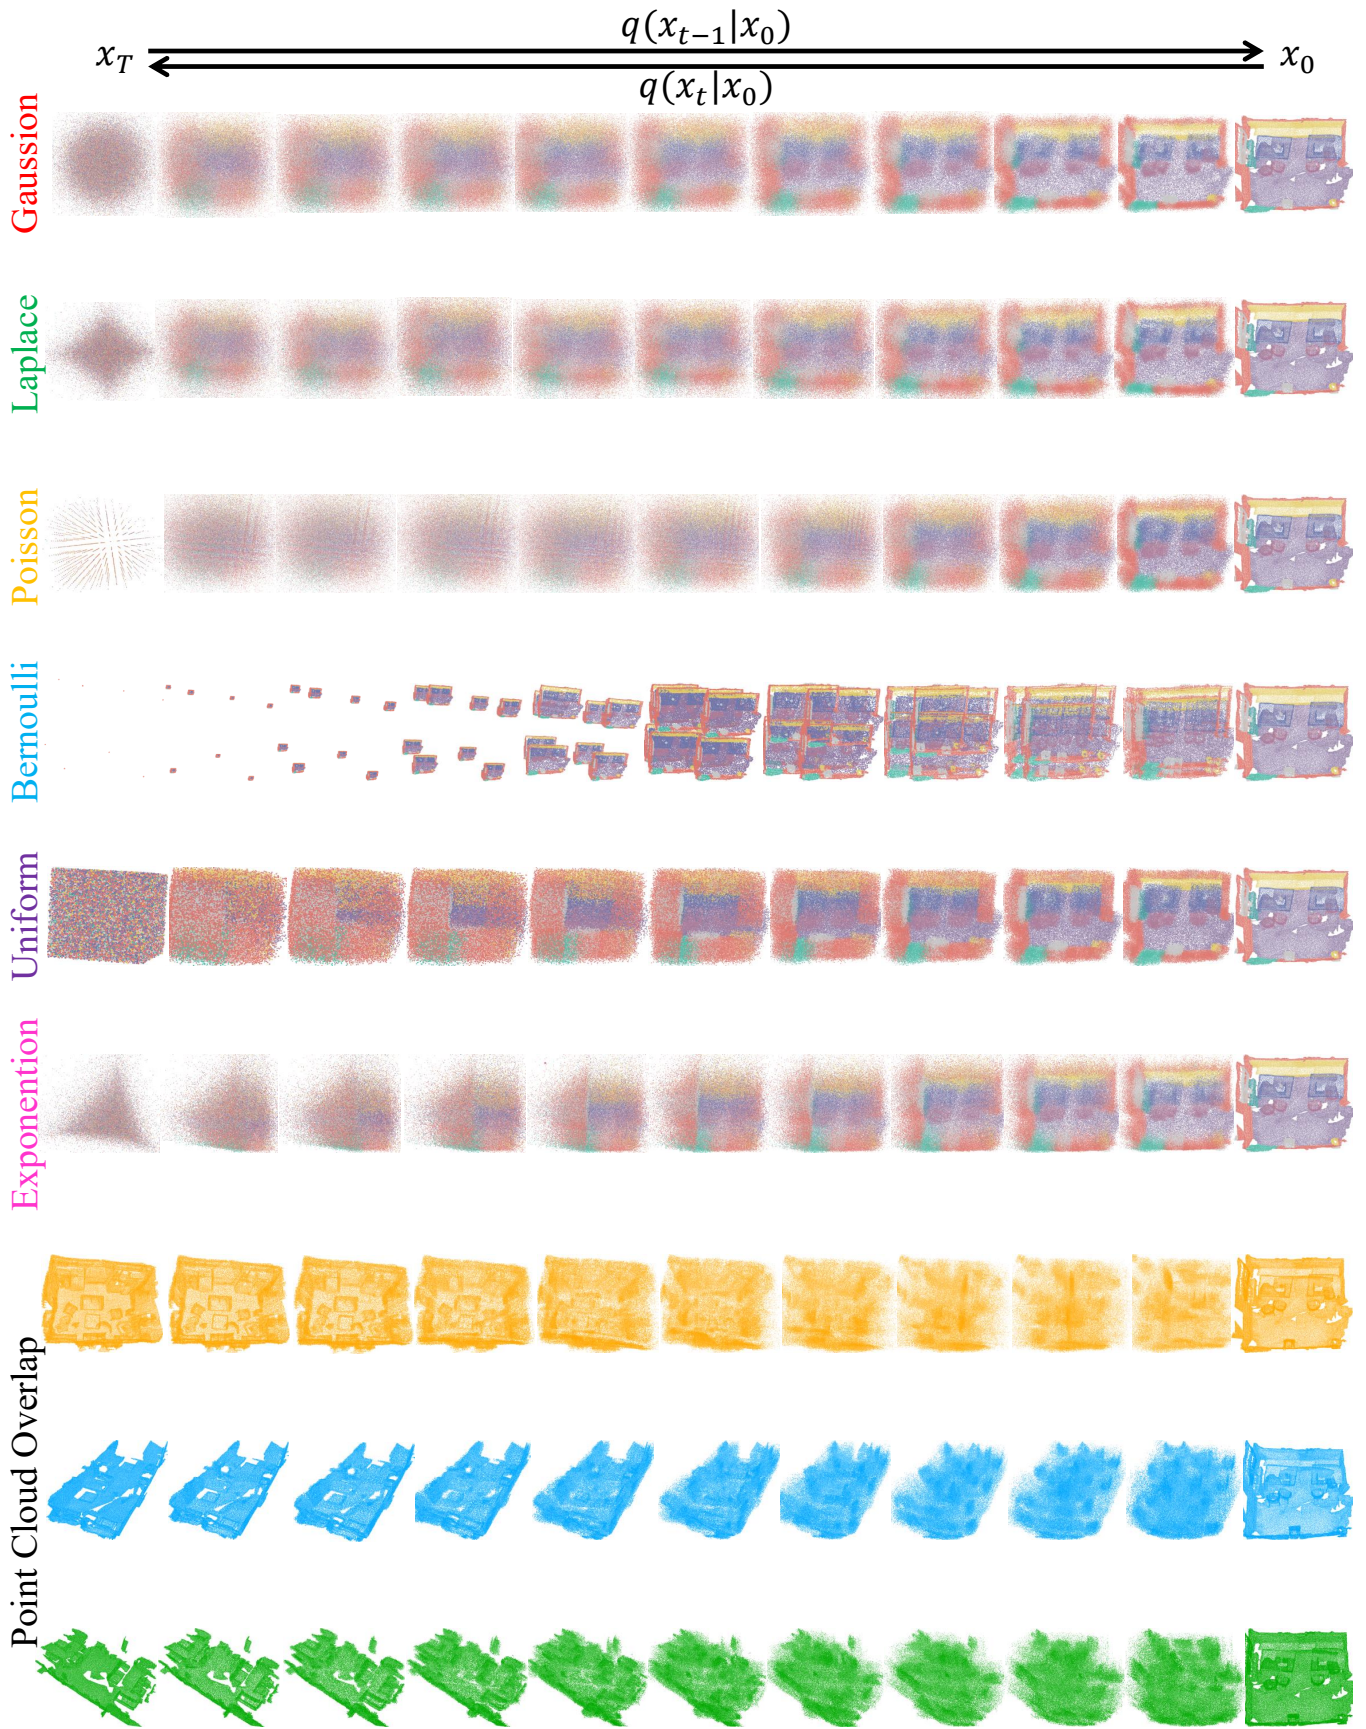 q(x_{t−1}|x_0)
x_T
x_0
q(x_t|x_0)
Gaussion
Laplace
Poisson
Bernoulli
Uniform
Exponention
Point Cloud Overlap